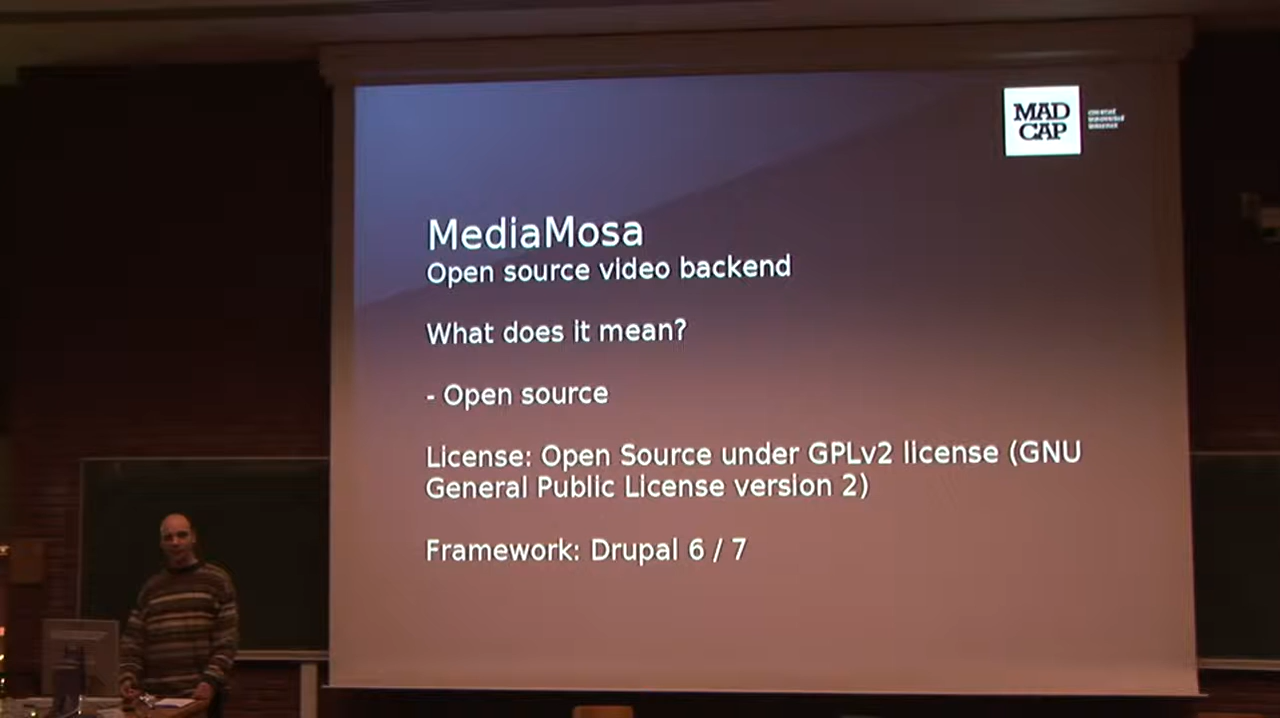 MAD
CAP
MediaMosa
Open source video backend
What does it mean?
- Open source
License: Open Source under GPLv2 license (GNU
General Public License version 2)
Framework: Drupal 6 / 7